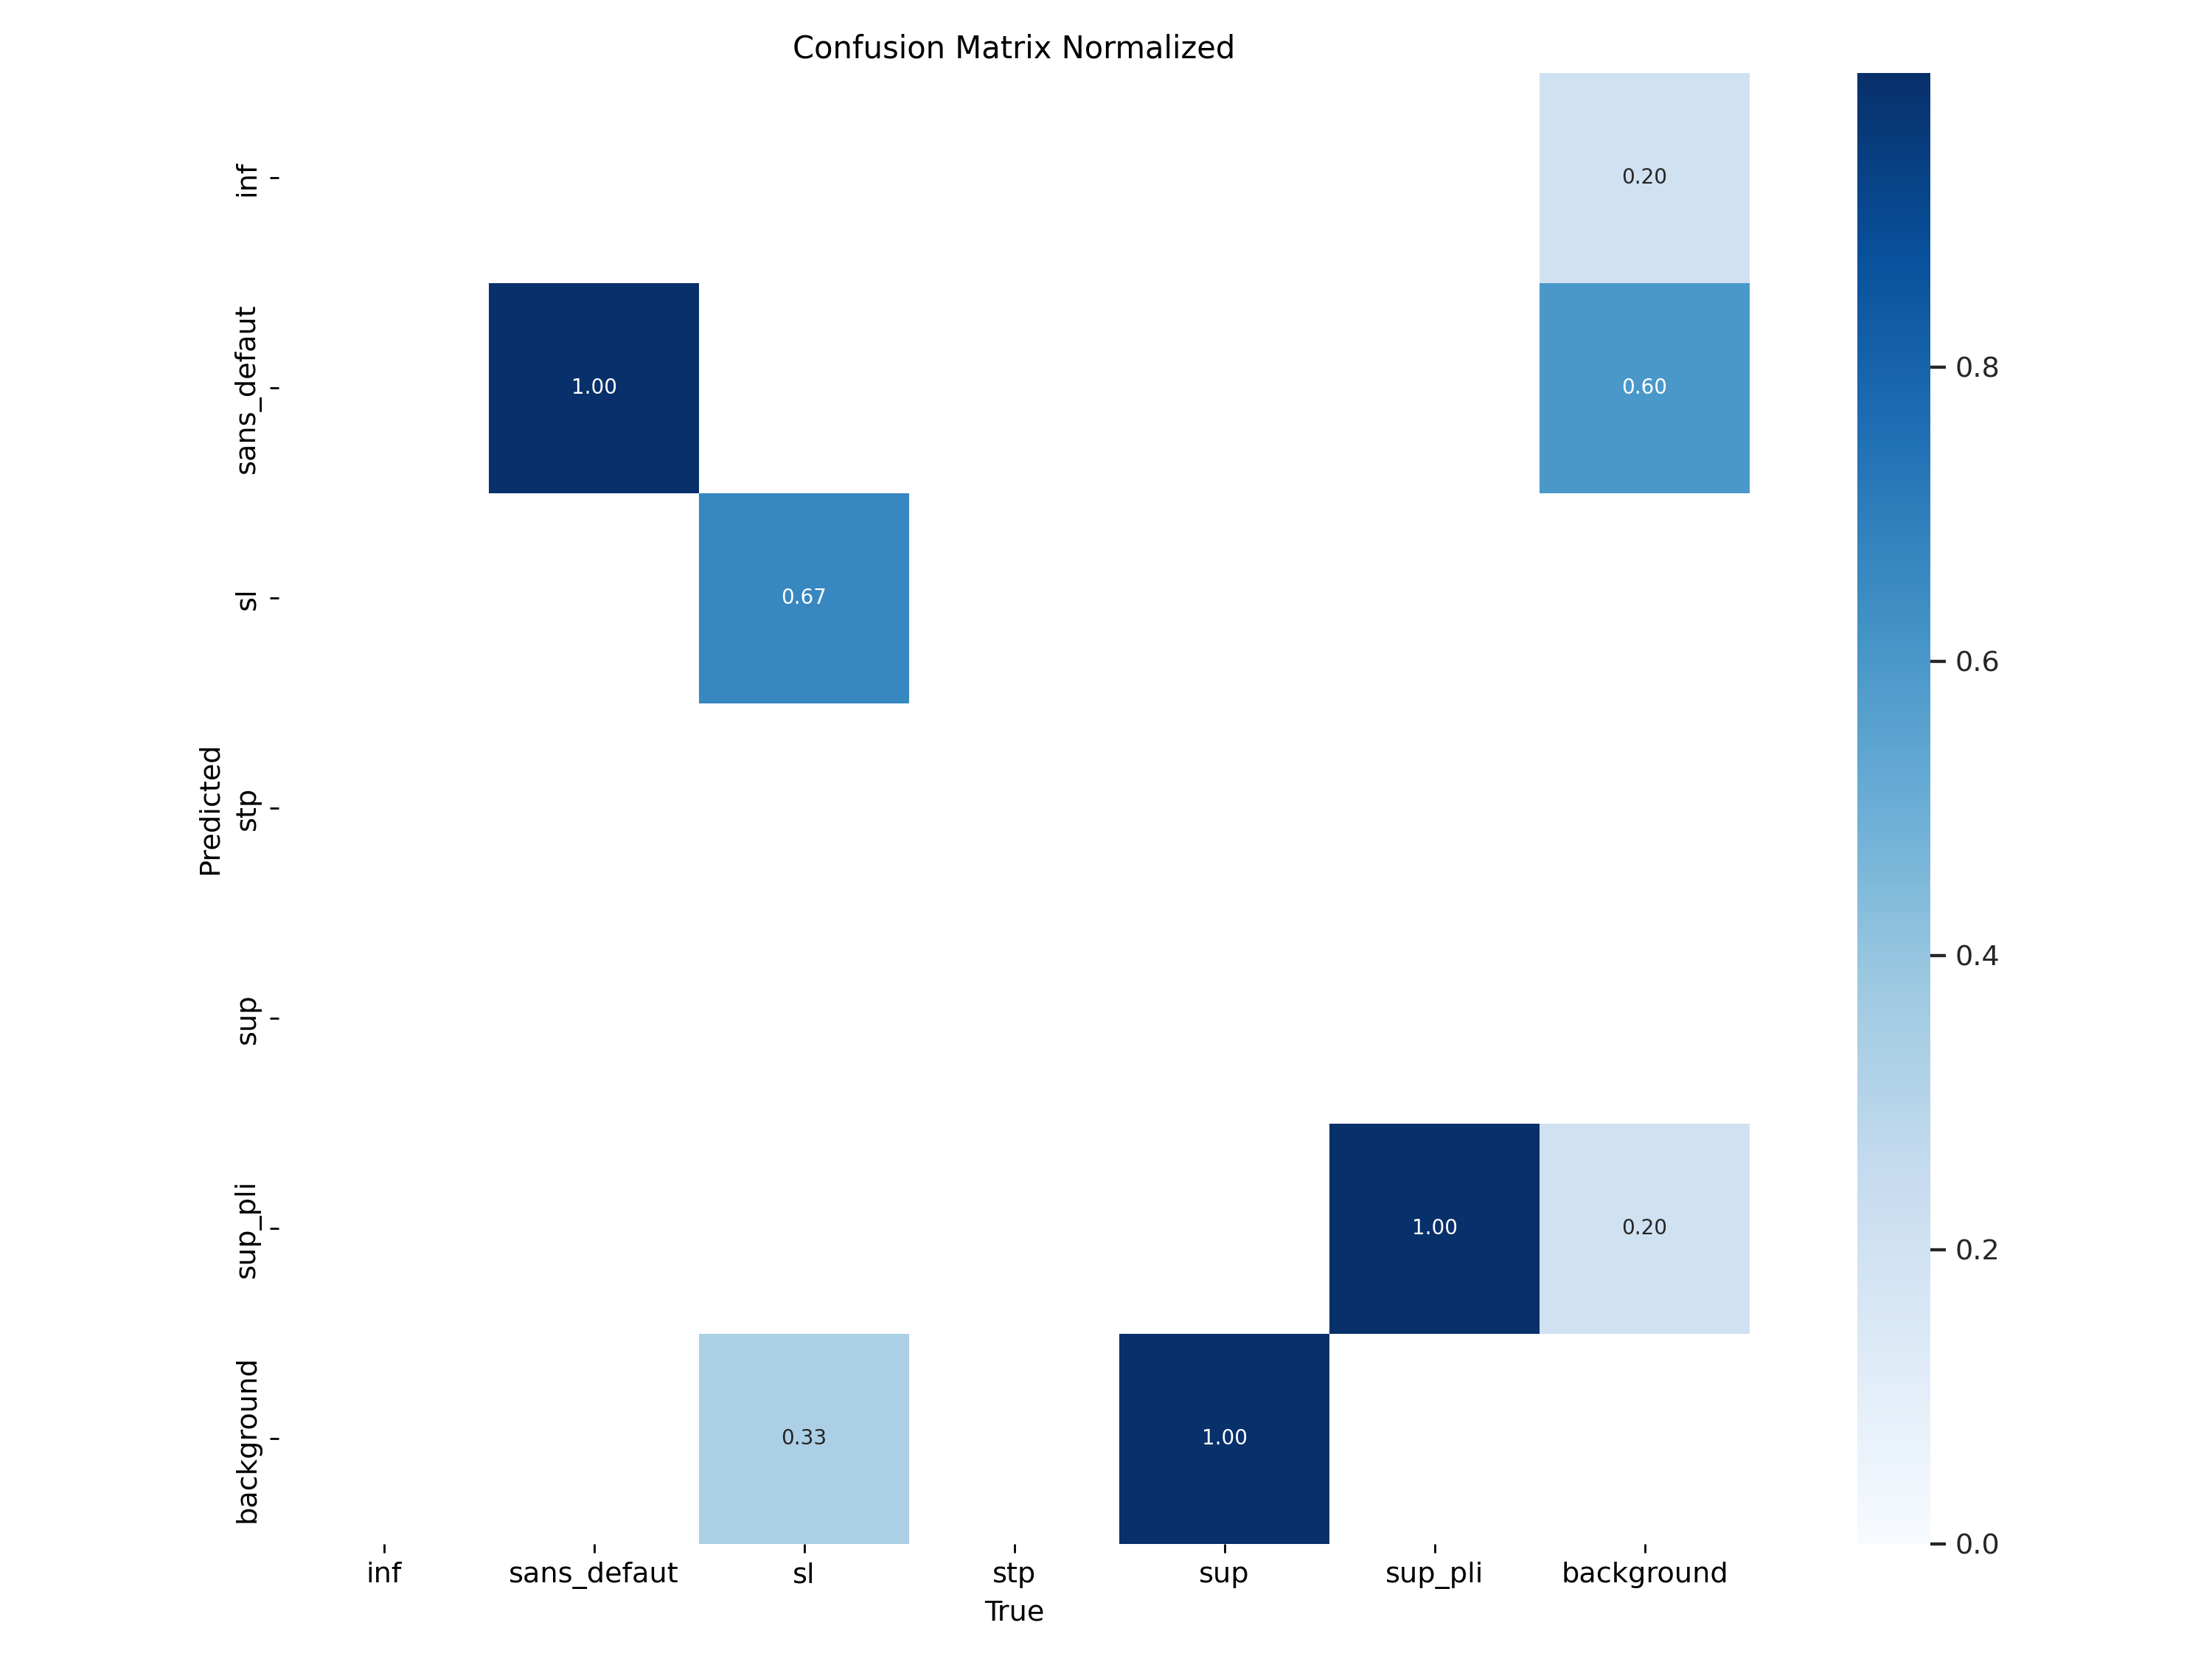 Confusion Matrix Normalized
inf
0.20
sans_defaut
1.00
0.60
0.8
sl
0.67
0.6
Predicted
stp
0.4
sup
sup_pli
1.00
0.20
0.2
background
0.33
1.00
0.0
inf sans_defaut sl stp sup sup_pli background
True